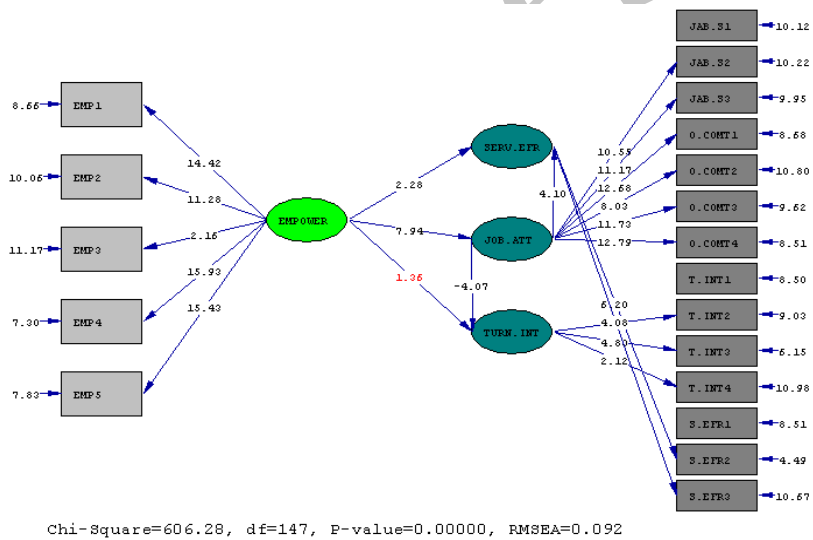 JAB.S1
10.12
JAB.S2
10.22
JAB.S3
9.95
O.COMT1
8.68
O.COMT2
10.80
O.COMT3
9.62
O.COMT4
8.51
T.INT1
8.50
T.INT2
9.03
T.INT3
6.15
T.INT4
10.98
S.EFR1
8.51
S.EFR2
4.49
S.EFR3
10.67
8.66
EMP1
10.06
EMP2
11.17
EMP3
7.30
EMP4
7.83
EMP5
14.42
11.28
2.16
15.93
15.43
EMPOWER
2.28
7.94
1.36
SERV.EFR
4.10
JOB.ATT
-4.07
TURN.INT
10.55
11.17
12.68
8.03
11.73
12.79
6.20
4.08
4.80
2.12
Chi-Square=606.28, df=147, P-value=0.00000, RMSEA=0.092